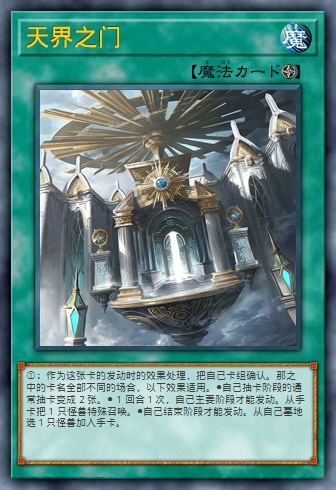 天界之门
魔
【魔法カード】
①：作为这张卡的发动时的效果处理，把自己卡组确认。那之
中的卡名全部不同的场合，以下效果适用。●自己抽卡阶段的通
常抽卡变成 2 张。●1 回合 1 次，自己主要阶段才能发动。从手
卡把 1 只怪兽特殊召唤。●自己结束阶段才能发动。从自己墓地
选 1 只怪兽加入手卡。